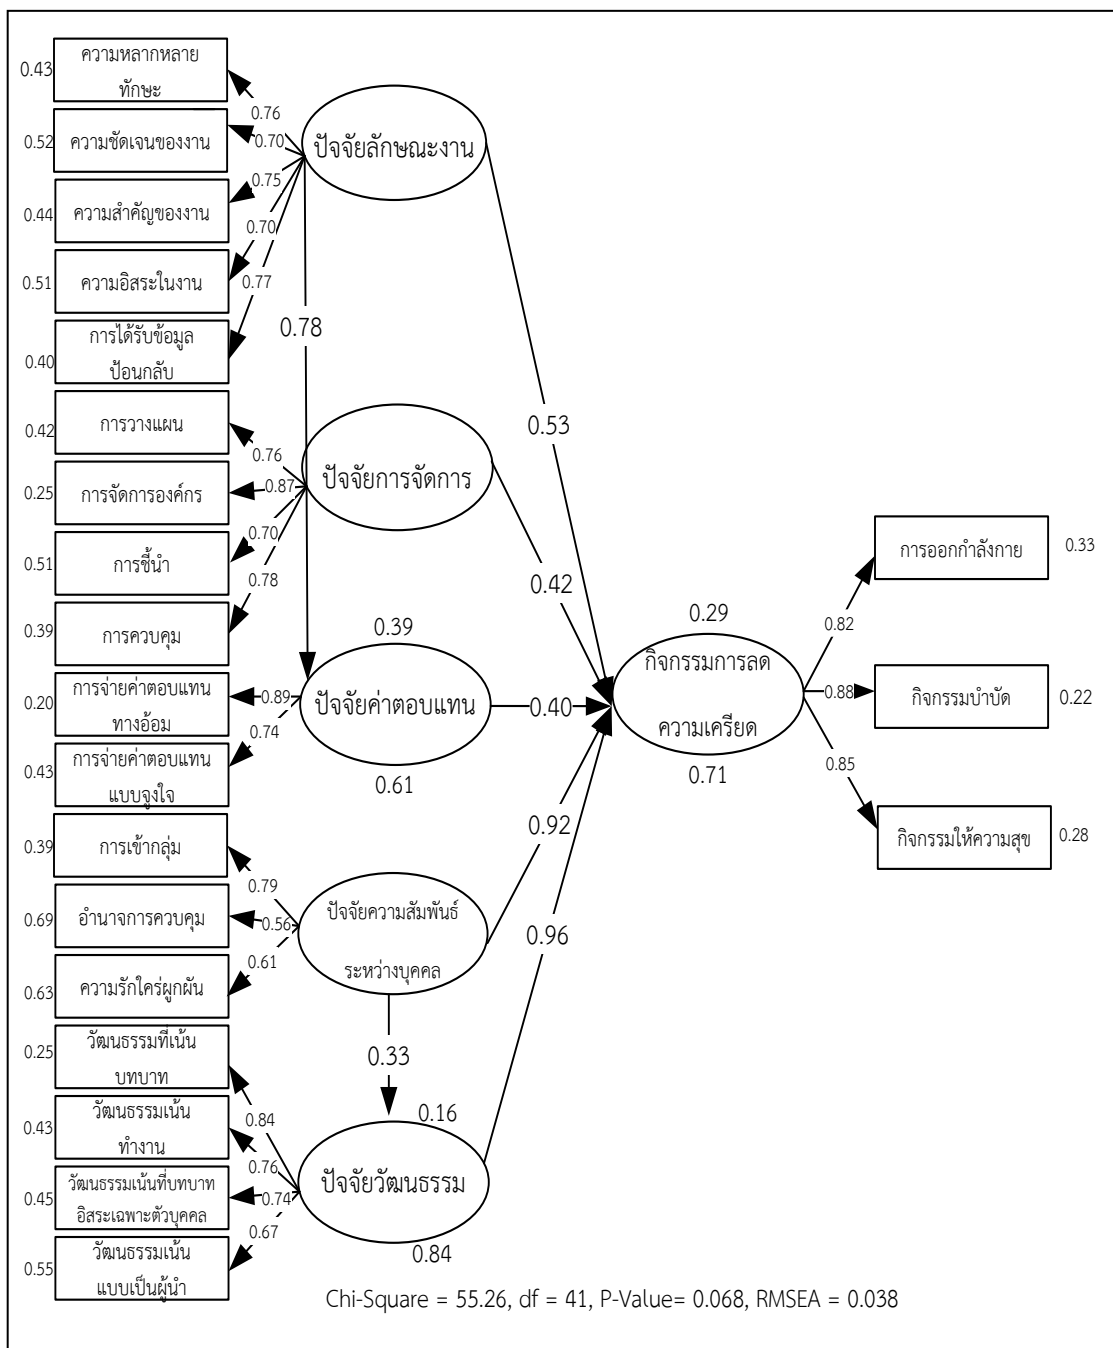 ความหลากหลาย
ทักษะ
0.43
0.76
ความชัดเจนของงาน
0.52
0.70
ความสำคัญของงาน
0.44
0.75
ความอิสระในงาน
0.51
0.70
การได้รับข้อมูล
ป้อนกลับ
0.40
0.77
ปัจจัยลักษณะงาน
0.78
0.53
การวางแผน
0.42
0.76
การจัดการองค์กร
0.25
0.87
การชี้นำ
0.51
0.70
การควบคุม
0.39
0.78
ปัจจัยการจัดการ
0.42
การจ่ายค่าตอบแทน
ทางอ้อม
0.20
0.89
การจ่ายค่าตอบแทน
แบบจูงใจ
0.43
0.74
0.39
ปัจจัยค่าตอบแทน
0.61
0.40
การเข้ากลุ่ม
0.39
0.79
อำนาจการควบคุม
0.69
0.56
ความรักใคร่ผูกผัน
0.63
0.61
ปัจจัยความสัมพันธ์
ระหว่างบุคคล
0.92
0.33
วัฒนธรรมที่เน้น
บทบาท
0.25
0.84
วัฒนธรรมเน้น
ทำงาน
0.43
0.76
วัฒนธรรมเน้นที่บทบาท
อิสระเฉพาะตัวบุคคล
0.45
0.74
วัฒนธรรมเน้น
แบบเป็นผู้นำ
0.55
0.67
0.16
ปัจจัยวัฒนธรรม
0.84
0.96
0.29
กิจกรรมการลด
ความเครียด
0.71
0.82
การออกกำลังกาย
0.33
0.88
กิจกรรมบำบัด
0.22
0.85
กิจกรรมให้ความสุข
0.28
Chi-Square = 55.26, df = 41, P-Value= 0.068, RMSEA = 0.038